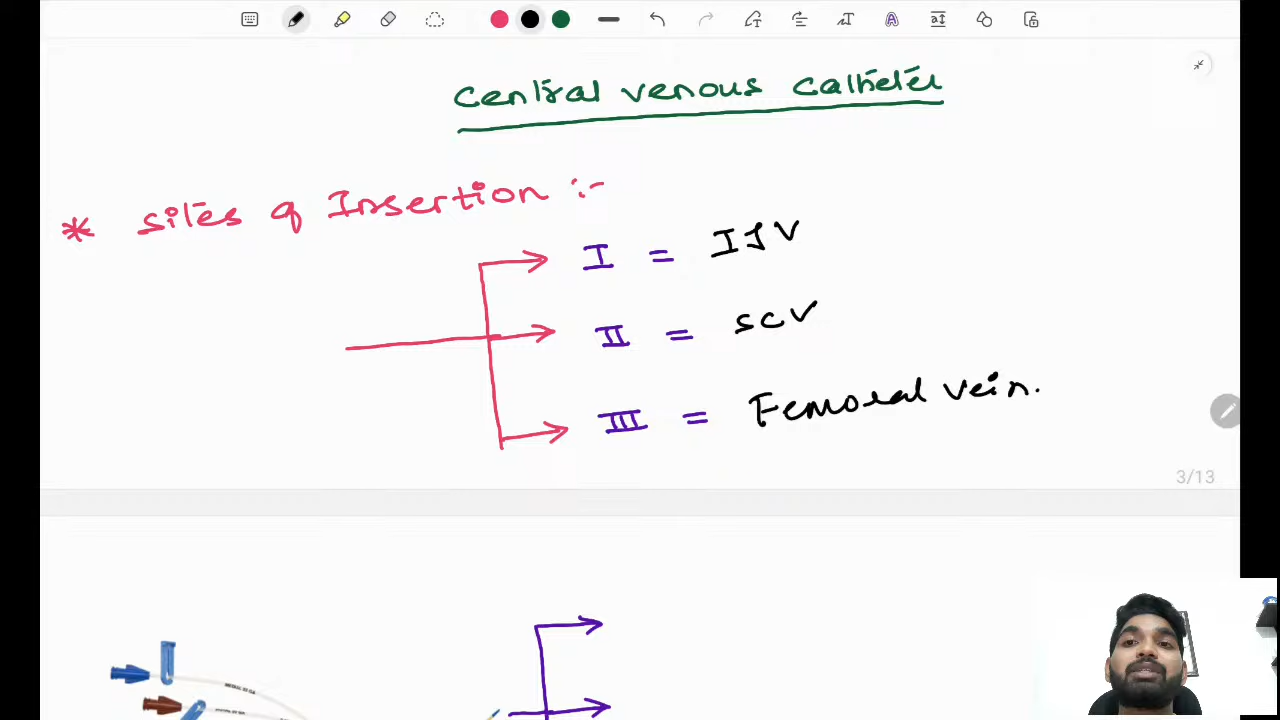 Central venous catheter
* Sites of Insertion :-
I = IJV
II = SCV
III = Femoral vein.
3/13